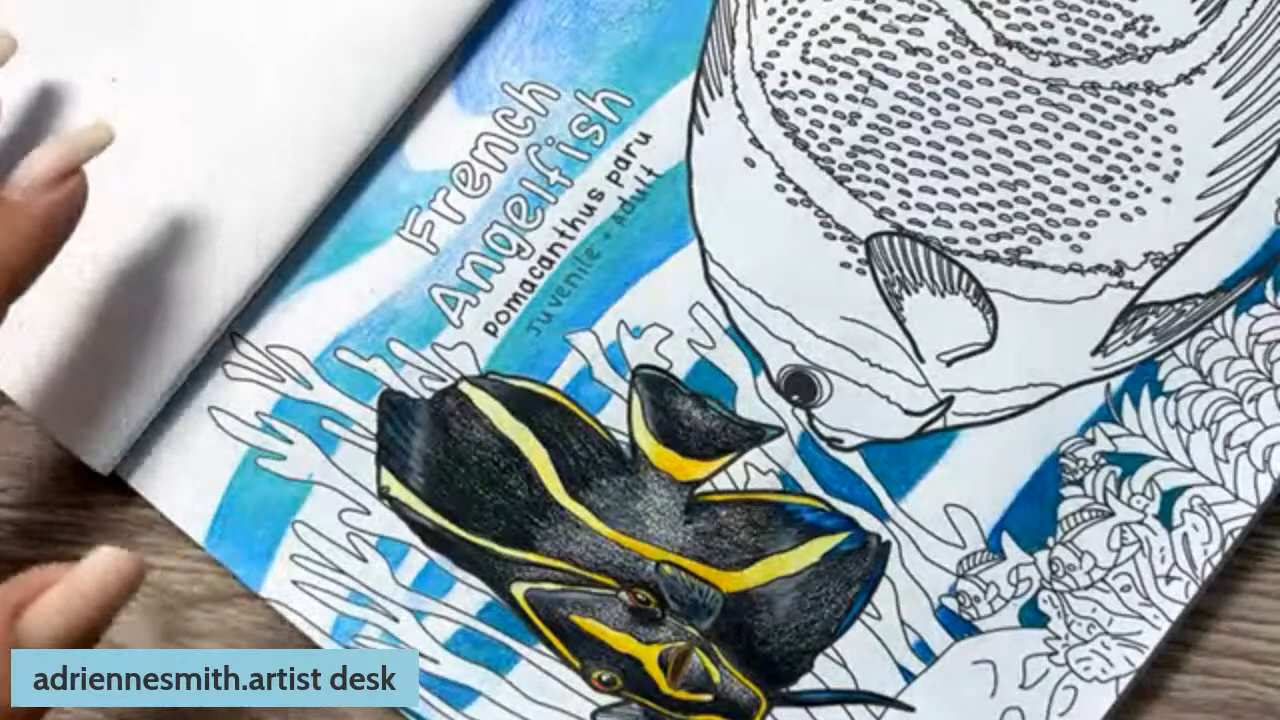 French
Angelfish
pomacanthus paru
Juvenile + Adult
adriennesmith.artist desk